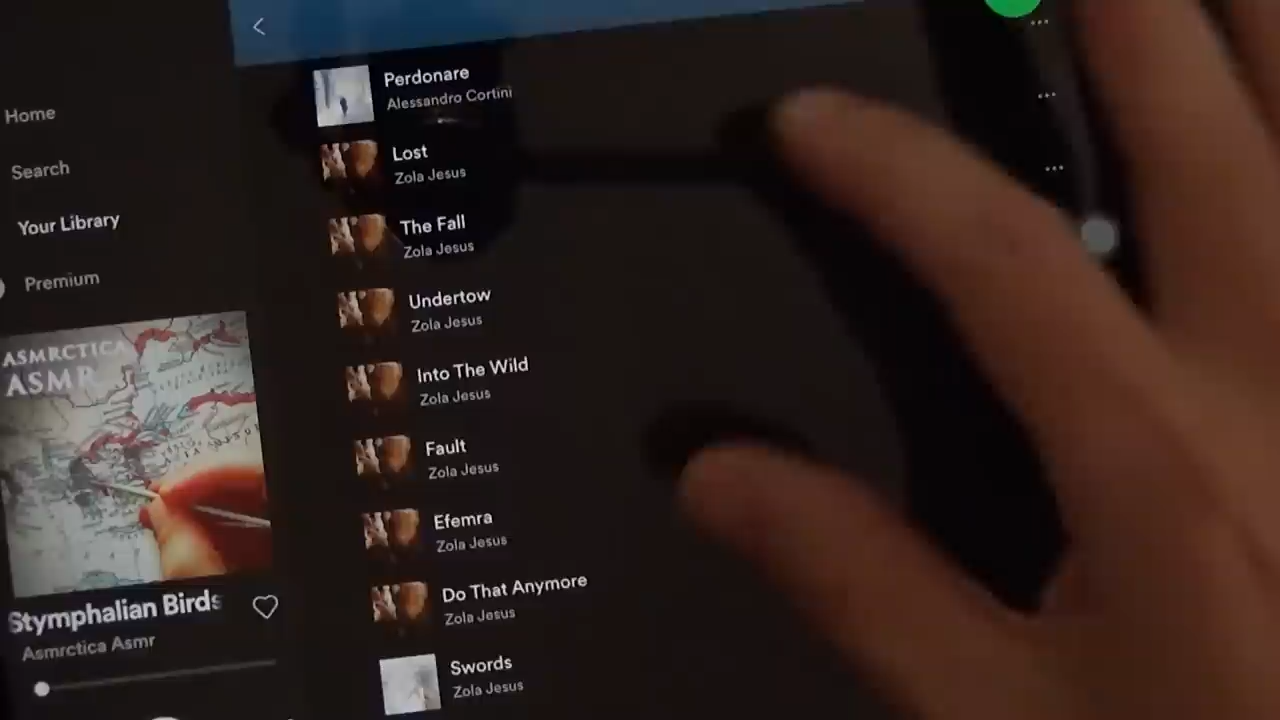 Home
Search
Your Library
Premium
ASMRCTICA
ASMR
Stymphalian Birds
Asmrctica Asmr
Perdonare
Alessandro Cortini
Lost
Zola Jesus
The Fall
Zola Jesus
Undertow
Zola Jesus
Into The Wild
Zola Jesus
Fault
Zola Jesus
Efemra
Zola Jesus
Do That Anymore
Zola Jesus
Swords
Zola Jesus